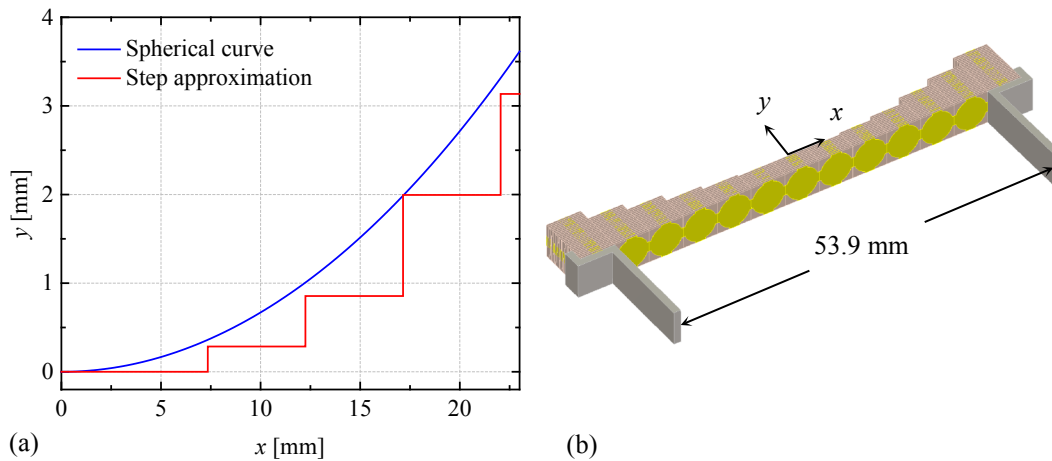 4
3
2
1
0
y [mm]
Spherical curve
Step approximation
0
5
10
15
20
x [mm]
(a)
y
x
53.9 mm
(b)